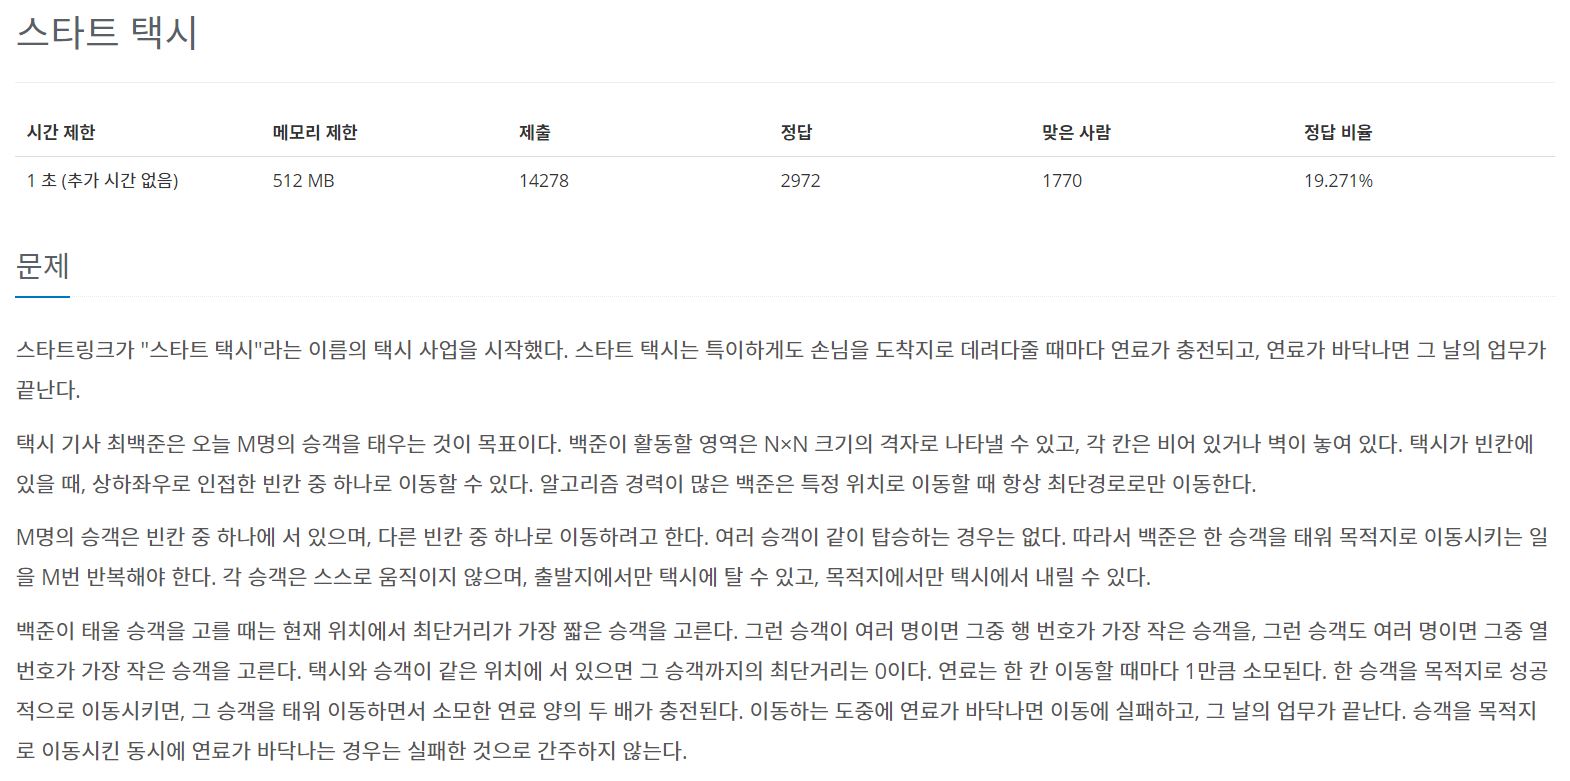 스타트 택시
시간 제한 메모리 제한 제출 정답 맞은 사람 정답 비율
1 초 (추가 시간 없음) 512 MB 14278 2972 1770 19.271%
문제
스타트링크가 "스타트 택시"라는 이름의 택시 사업을 시작했다. 스타트 택시는 특이하게도 손님을 도착지로 데려다줄 때마다 연료가 충전되고, 연료가 바닥나면 그 날의 업무가
끝난다.
택시 기사 최백준은 오늘 M명의 승객을 태우는 것이 목표이다. 백준이 활동할 영역은 N×N 크기의 격자로 나타낼 수 있고, 각 칸은 비어 있거나 벽이 놓여 있다. 택시가 빈칸에
있을 때, 상하좌우로 인접한 빈칸 중 하나로 이동할 수 있다. 알고리즘 경력이 많은 백준은 특정 위치로 이동할 때 항상 최단경로로만 이동한다.
M명의 승객은 빈칸 중 하나에 서 있으며, 다른 빈칸 중 하나로 이동하려고 한다. 여러 승객이 같이 탑승하는 경우는 없다. 따라서 백준은 한 승객을 태워 목적지로 이동시키는 일
을 M번 반복해야 한다. 각 승객은 스스로 움직이지 않으며, 출발지에서만 택시에 탈 수 있고, 목적지에서만 택시에서 내릴 수 있다.
백준이 태울 승객을 고를 때는 현재 위치에서 최단거리가 가장 짧은 승객을 고른다. 그런 승객이 여러 명이면 그중 행 번호가 가장 작은 승객을, 그런 승객도 여러 명이면 그중 열
번호가 가장 작은 승객을 고른다. 택시와 승객이 같은 위치에 서 있으면 그 승객까지의 최단거리는 0이다. 연료는 한 칸 이동할 때마다 1만큼 소모된다. 한 승객을 목적지로 성공
적으로 이동시키면, 그 승객을 태워 이동하면서 소모한 연료 양의 두 배가 충전된다. 이동하는 도중에 연료가 바닥나면 이동에 실패하고, 그 날의 업무가 끝난다. 승객을 목적지
로 이동시킨 동시에 연료가 바닥나는 경우는 실패한 것으로 간주하지 않는다.